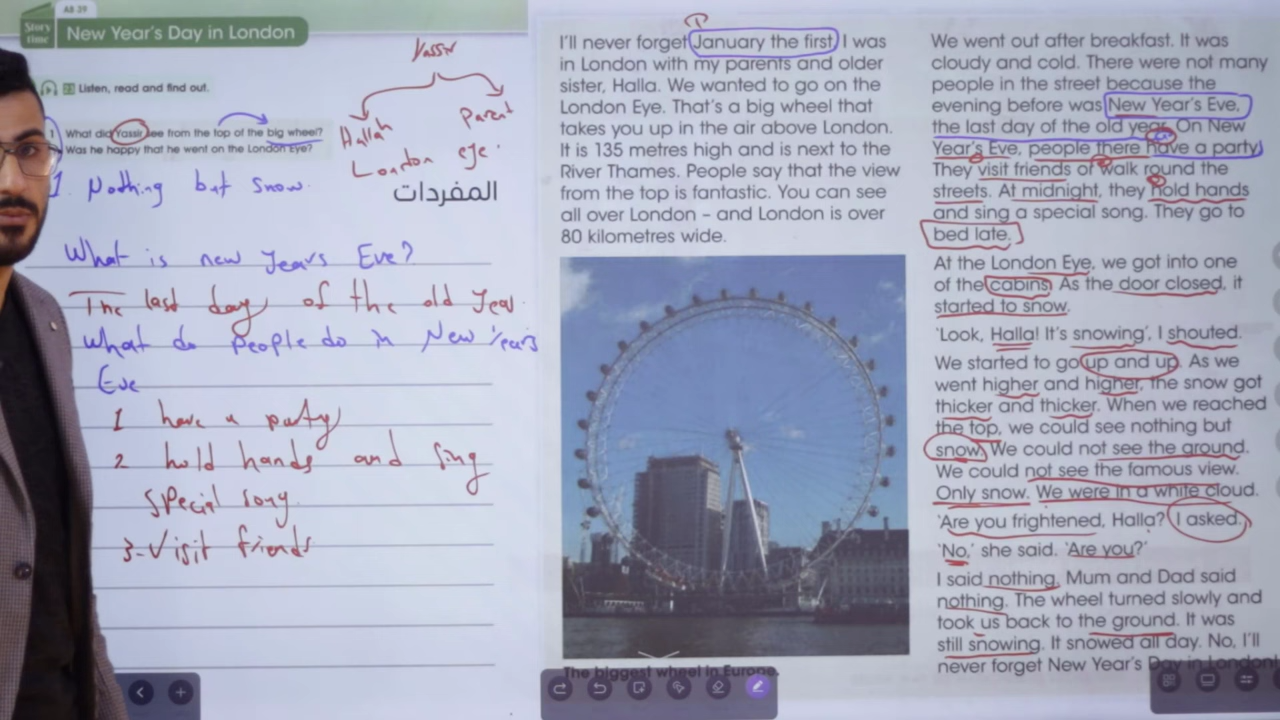 AB 39
Story time
New Year's Day in London
23 Listen, read and find out.
1 What did Yassir see from the top of the big wheel?
Was he happy that he went on the London Eye?
1. Nothing but snow.
Yassir
Hallah
Parent
London eye.
المفردات
What is new years Eve?
The last day of the old year
What do people do in New Year's
Eve
1 have a party
2 hold hands and sing
special song.
3-Visit friends
I'll never forget January the first. I was
in London with my parents and older
sister, Halla. We wanted to go on the
London Eye. That's a big wheel that
takes you up in the air above London.
It is 135 metres high and is next to the
River Thames. People say that the view
from the top is fantastic. You can see
all over London – and London is over
80 kilometres wide.
The biggest wheel in Europe.
We went out after breakfast. It was
cloudy and cold. There were not many
people in the street because the
evening before was New Year's Eve,
the last day of the old year. On New
Year's Eve, people there have a party.
They visit friends or walk round the
streets. At midnight, they hold hands
and sing a special song. They go to
bed late.
At the London Eye, we got into one
of the cabins. As the door closed, it
started to snow.
'Look, Halla! It's snowing', I shouted.
We started to go up and up. As we
went higher and higher, the snow got
thicker and thicker. When we reached
the top, we could see nothing but
snow. We could not see the ground.
We could not see the famous view.
Only snow. We were in a white cloud.
'Are you frightened, Halla? I asked.
'No,' she said. 'Are you?'
I said nothing. Mum and Dad said
nothing. The wheel turned slowly and
took us back to the ground. It was
still snowing. It snowed all day. No, I'll
never forget New Year's Day in London!